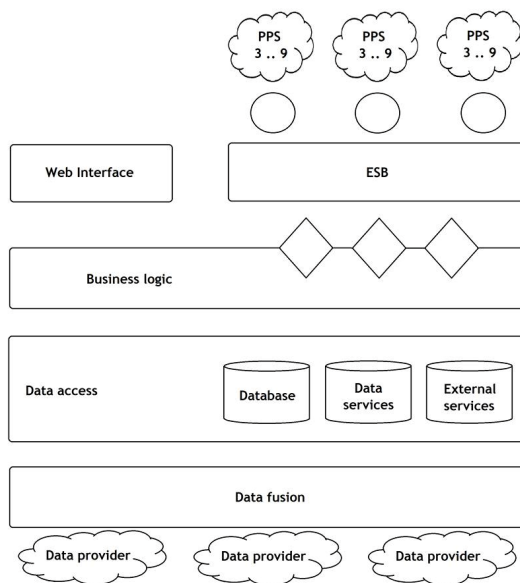 PPS
3 .. 9
PPS
3 .. 9
PPS
3 .. 9
Web Interface
ESB
Business logic
Data access
Database
Data
services
External
services
Data fusion
Data provider
Data provider
Data provider